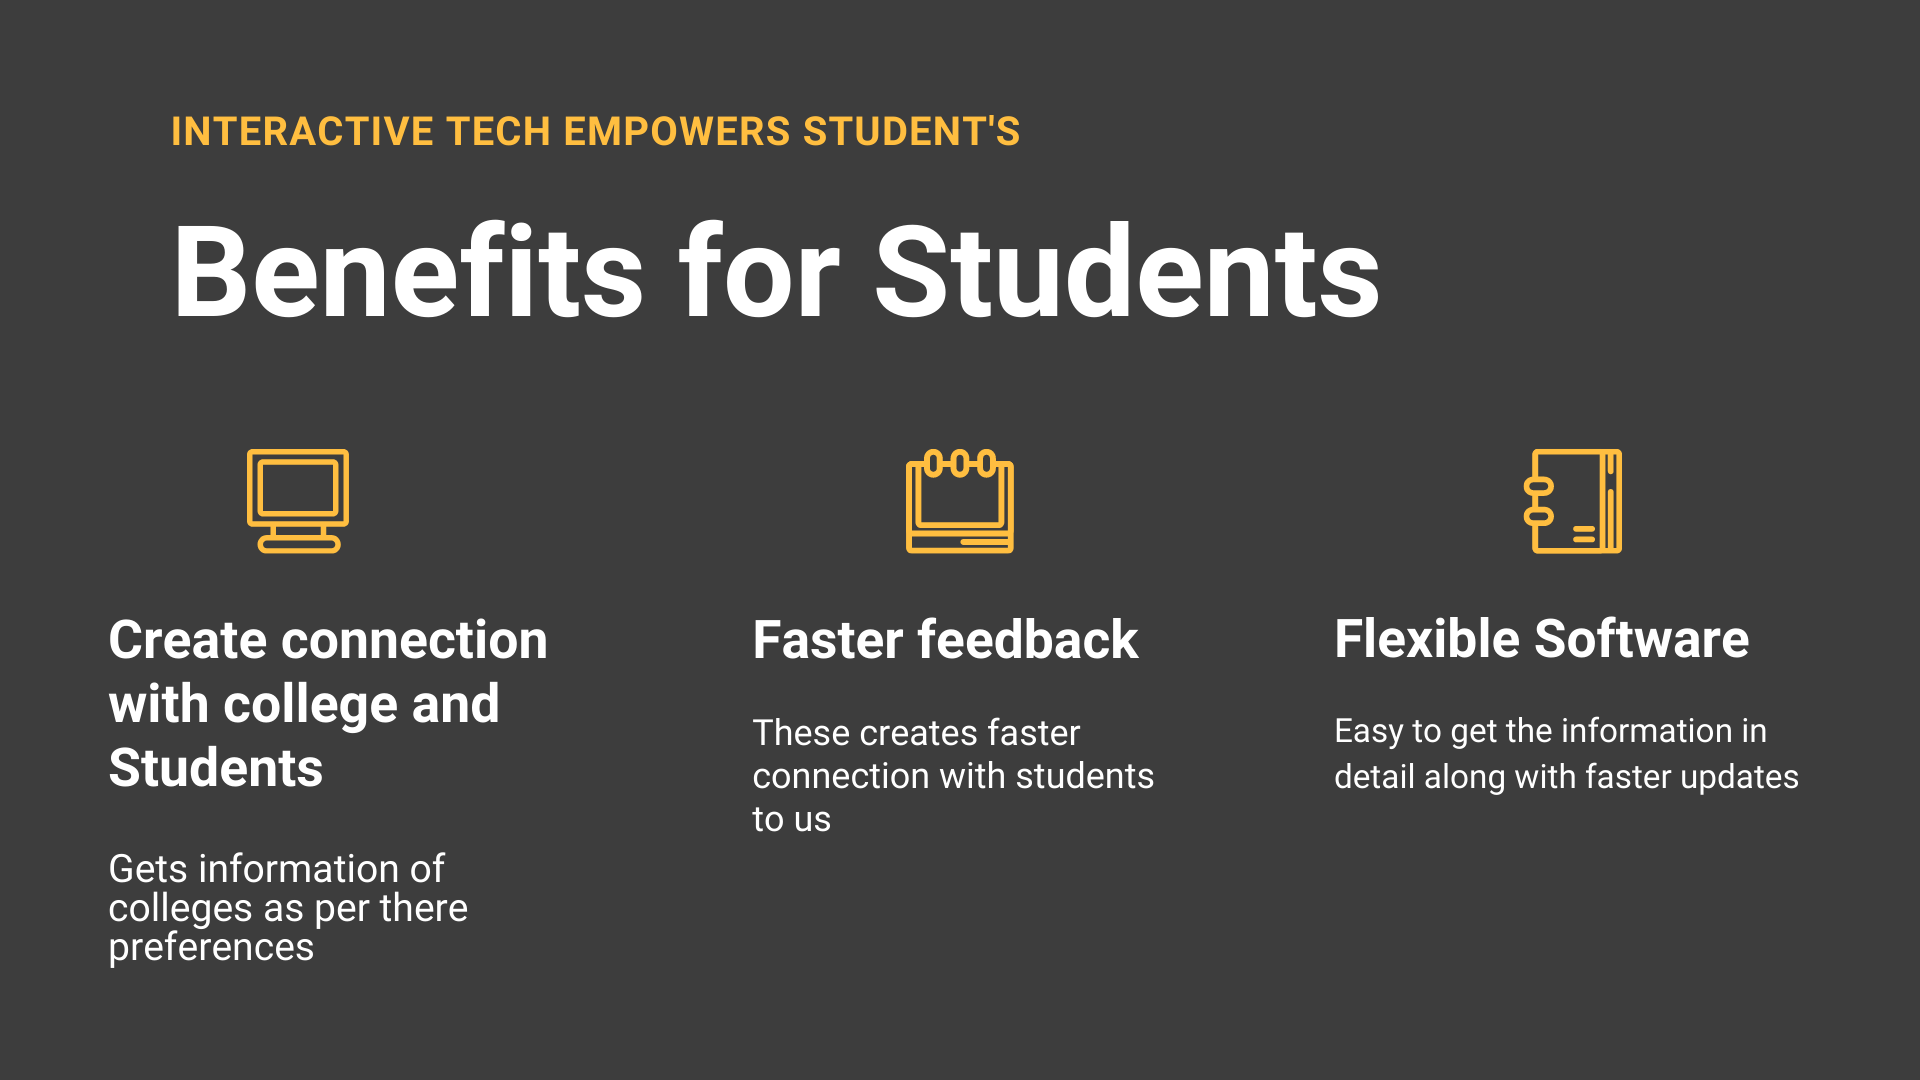 INTERACTIVE TECH EMPOWERS STUDENT'S
Benefits for Students
Create connection
with college and
Students
Gets information of
colleges as per there
preferences
Faster feedback
These creates faster
connection with students
to us
Flexible Software
Easy to get the information in
detail along with faster updates